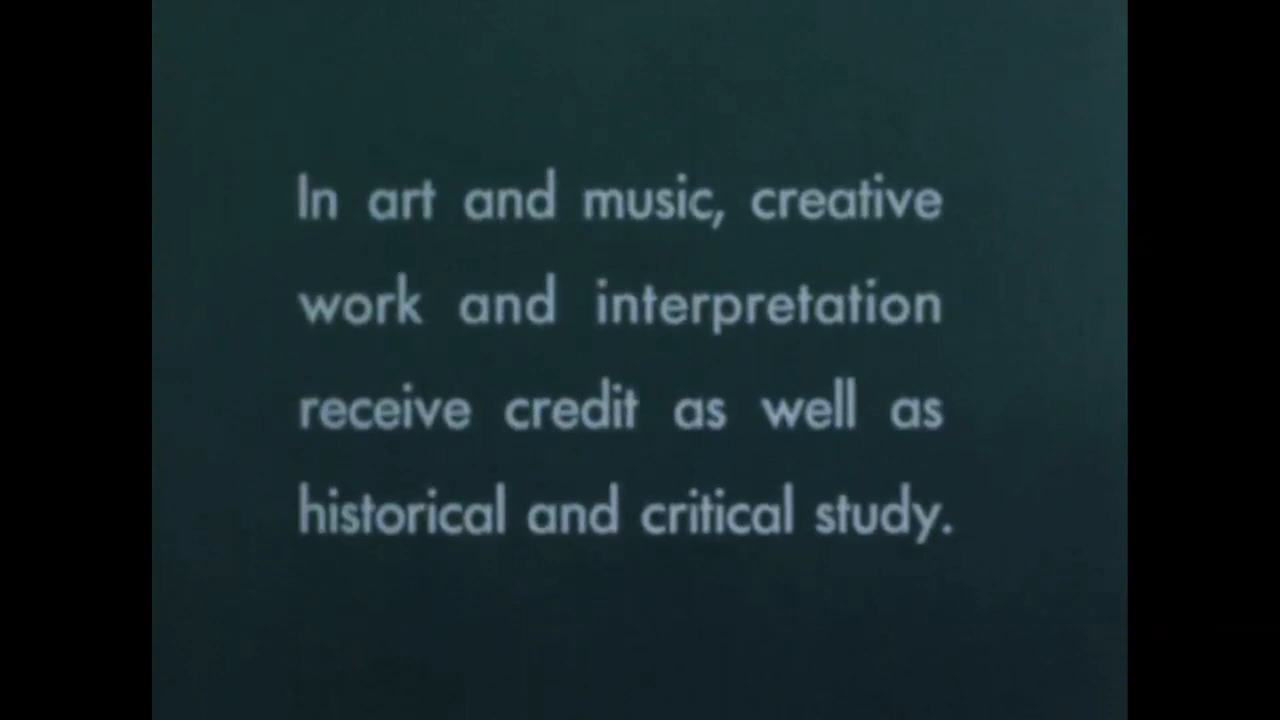 In art and music, creative
work and interpretation
receive credit as well as
historical and critical study.